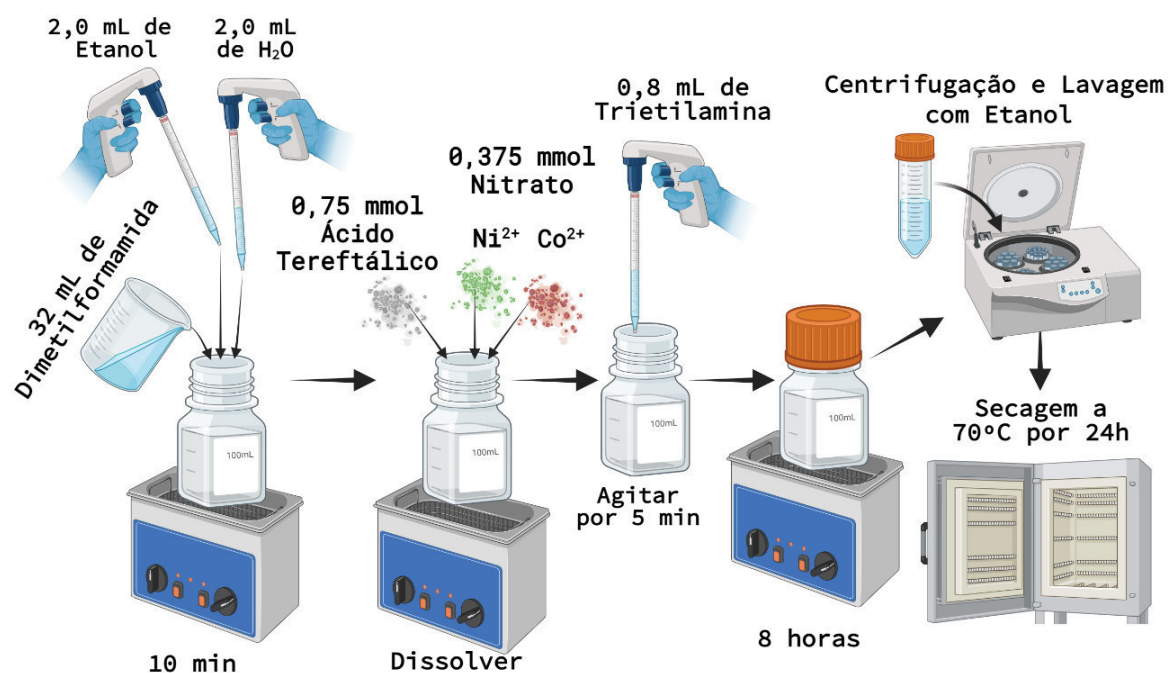 2,0 mL de
Etanol
2,0 mL
de H₂O
32 mL de
Dimetilformamida
100mL
10 min
0,75 mmol
Ácido
Tereftálico
0,375 mmol
Nitrato
Ni²⁺ Co²⁺
100mL
Dissolver
0,8 mL de
Trietilamina
100mL
Agitar
por 5 min
100mL
8 horas
Centrifugação e Lavagem
com Etanol
Secagem a
70ºC por 24h